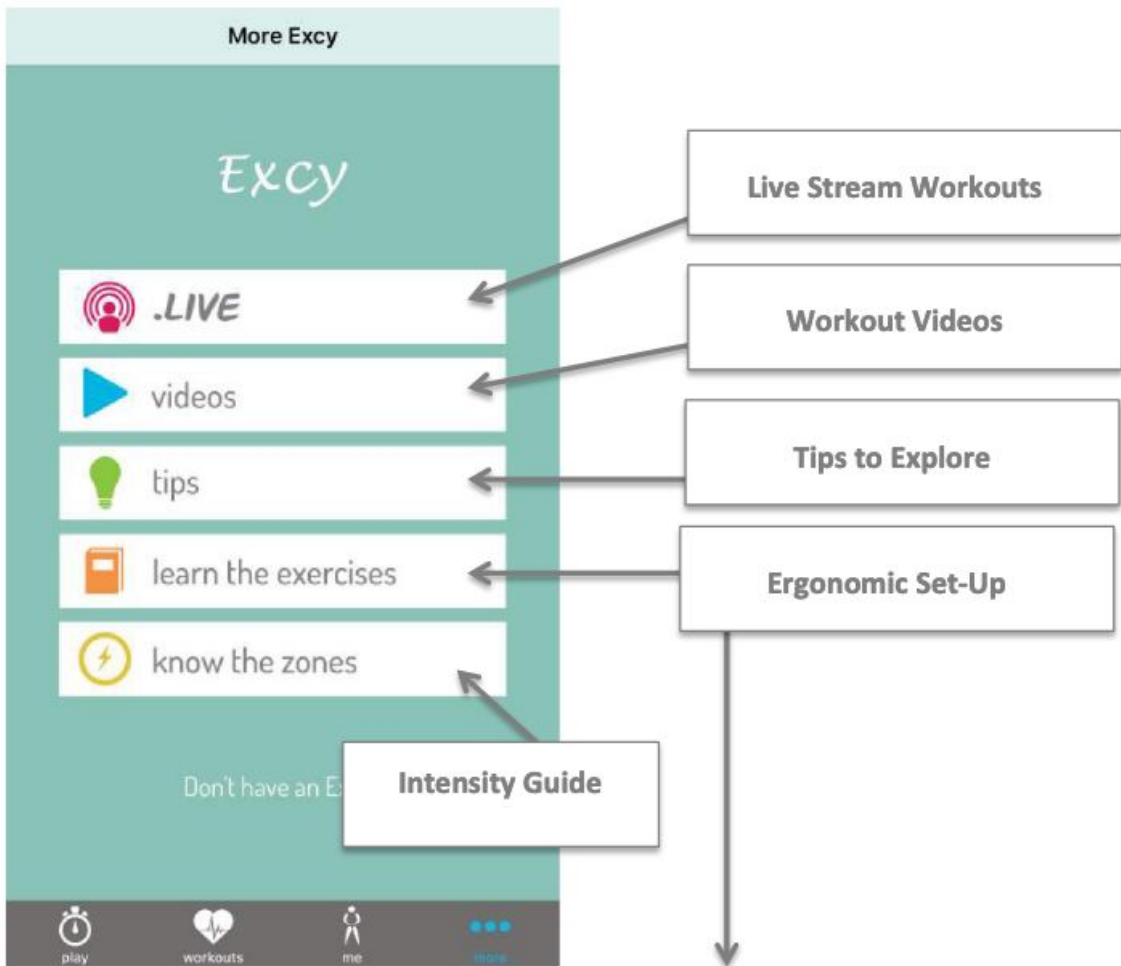 More Excy
Excy
.LIVE
videos
tips
learn the exercises
know the zones
Don't have an
play
workouts
me
more
Live Stream Workouts
Workout Videos
Tips to Explore
Ergonomic Set-Up
Intensity Guide